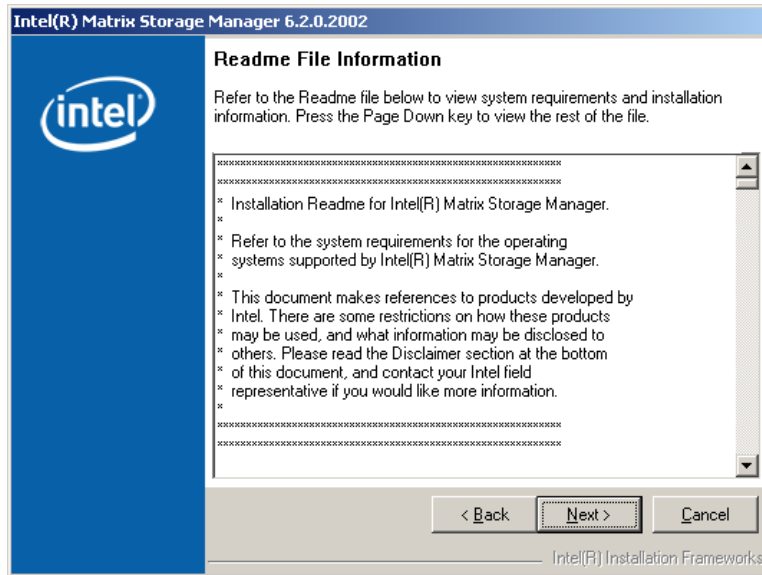 Intel(R) Matrix Storage Manager 6.2.0.2002
intel
Readme File Information
Refer to the Readme file below to view system requirements and installation
information. Press the Page Down key to view the rest of the file.
************************************************************
************************************************************
* Installation Readme for Intel(R) Matrix Storage Manager.
*
* Refer to the system requirements for the operating
* systems supported by Intel(R) Matrix Storage Manager.
*
* This document makes references to products developed by
* Intel. There are some restrictions on how these products
* may be used, and what information may be disclosed to
* others. Please read the Disclaimer section at the bottom
* of this document, and contact your Intel field
* representative if you would like more information.
*
************************************************************
************************************************************
< Back
Next >
Cancel
Intel(R) Installation Frameworks